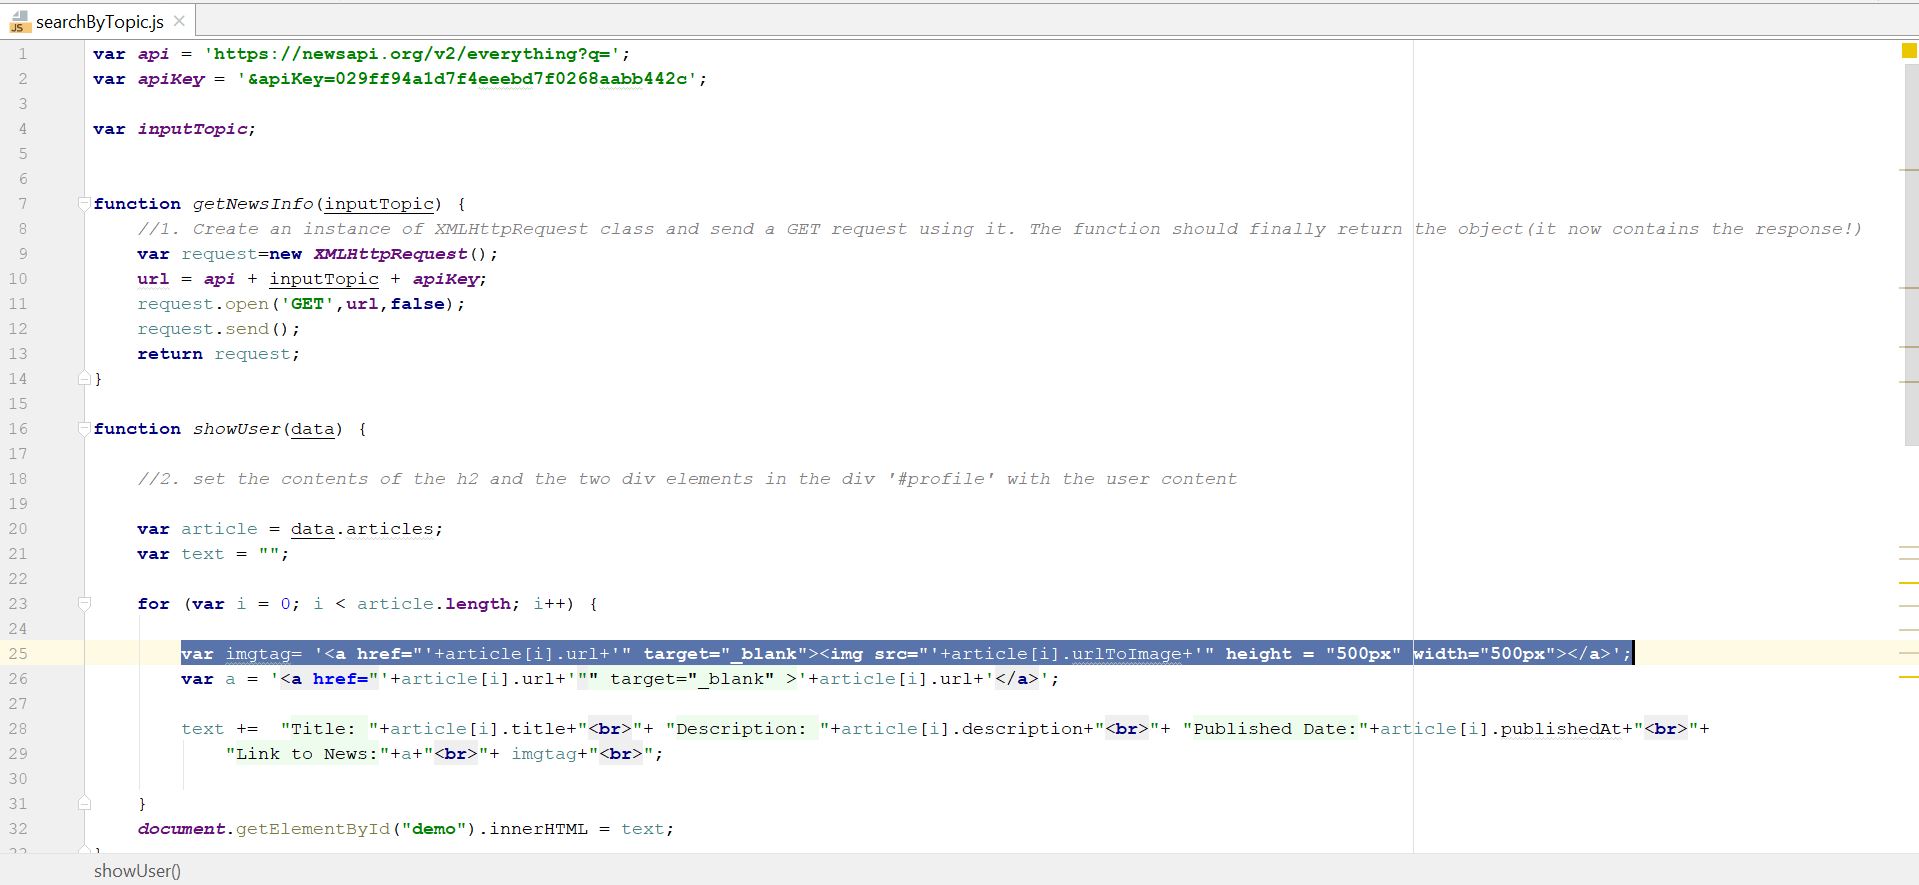 searchByTopic.js
1 var api = 'https://newsapi.org/v2/everything?q=';
2 var apiKey = '&apiKey=029ff94a1d7f4eeebd7f0268aabb442c';
3
4 var inputTopic;
5
6
7 function getNewsInfo(inputTopic) {
8 //1. Create an instance of XMLHttpRequest class and send a GET request using it. The function should finally return the object(it now contains the response!)
9 var request=new XMLHttpRequest();
10 url = api + inputTopic + apiKey;
11 request.open('GET',url,false);
12 request.send();
13 return request;
14 }
15
16 function showUser(data) {
17
18 //2. set the contents of the h2 and the two div elements in the div '#profile' with the user content
19
20 var article = data.articles;
21 var text = "";
22
23 for (var i = 0; i < article.length; i++) {
24
25 var imgtag= '<a href="'+article[i].url+'" target="_blank"><img src="'+article[i].urlToImage+'" height = "500px" width="500px"></a>';
26 var a = '<a href="'+article[i].url+'"" target="_blank" >'+article[i].url+'</a>';
27
28 text += "Title: "+article[i].title+"<br>"+ "Description: "+article[i].description+"<br>"+ "Published Date:"+article[i].publishedAt+"<br>"+
29 "Link to News:"+a+"<br>"+ imgtag+"<br>";
30
31 }
32 document.getElementById("demo").innerHTML = text;
showUser()